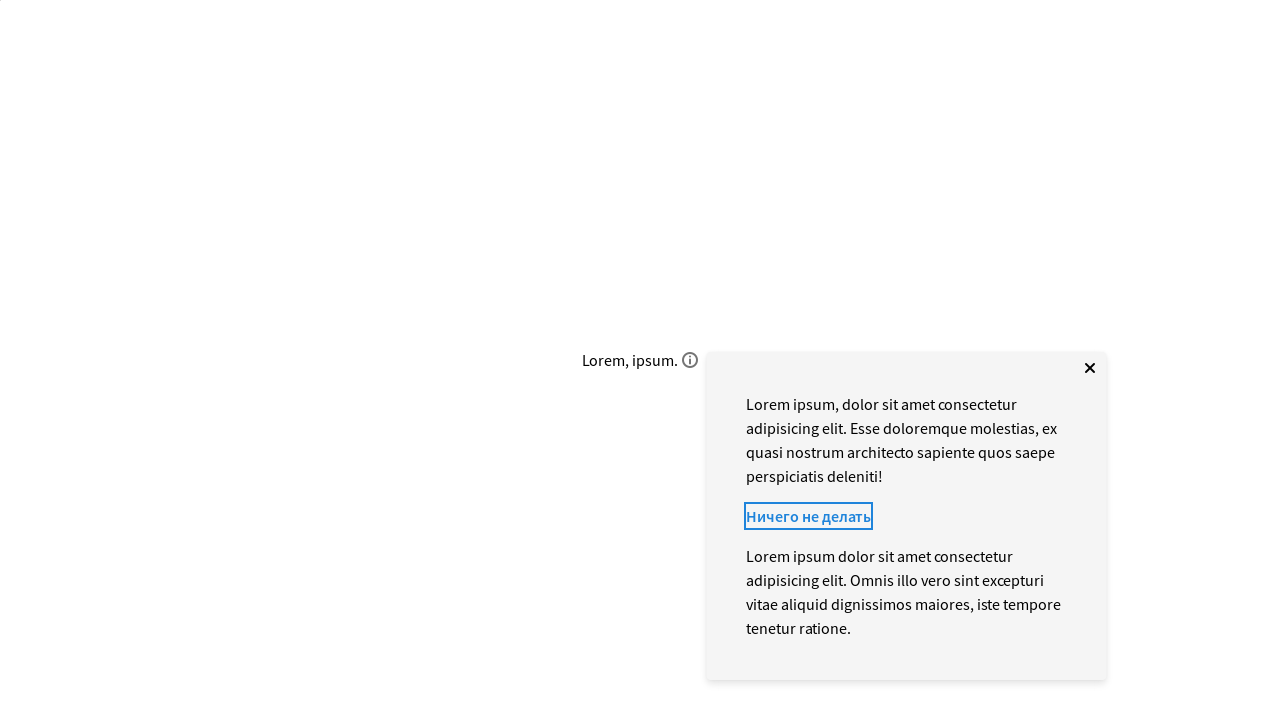 Lorem, ipsum.
Lorem ipsum, dolor sit amet consectetur
adipisicing elit. Esse doloremque molestias, ex
quasi nostrum architecto sapiente quos saepe
perspiciatis deleniti!
Ничего не делать
Lorem ipsum dolor sit amet consectetur
adipisicing elit. Omnis illo vero sint excepturi
vitae aliquid dignissimos maiores, iste tempore
tenetur ratione.